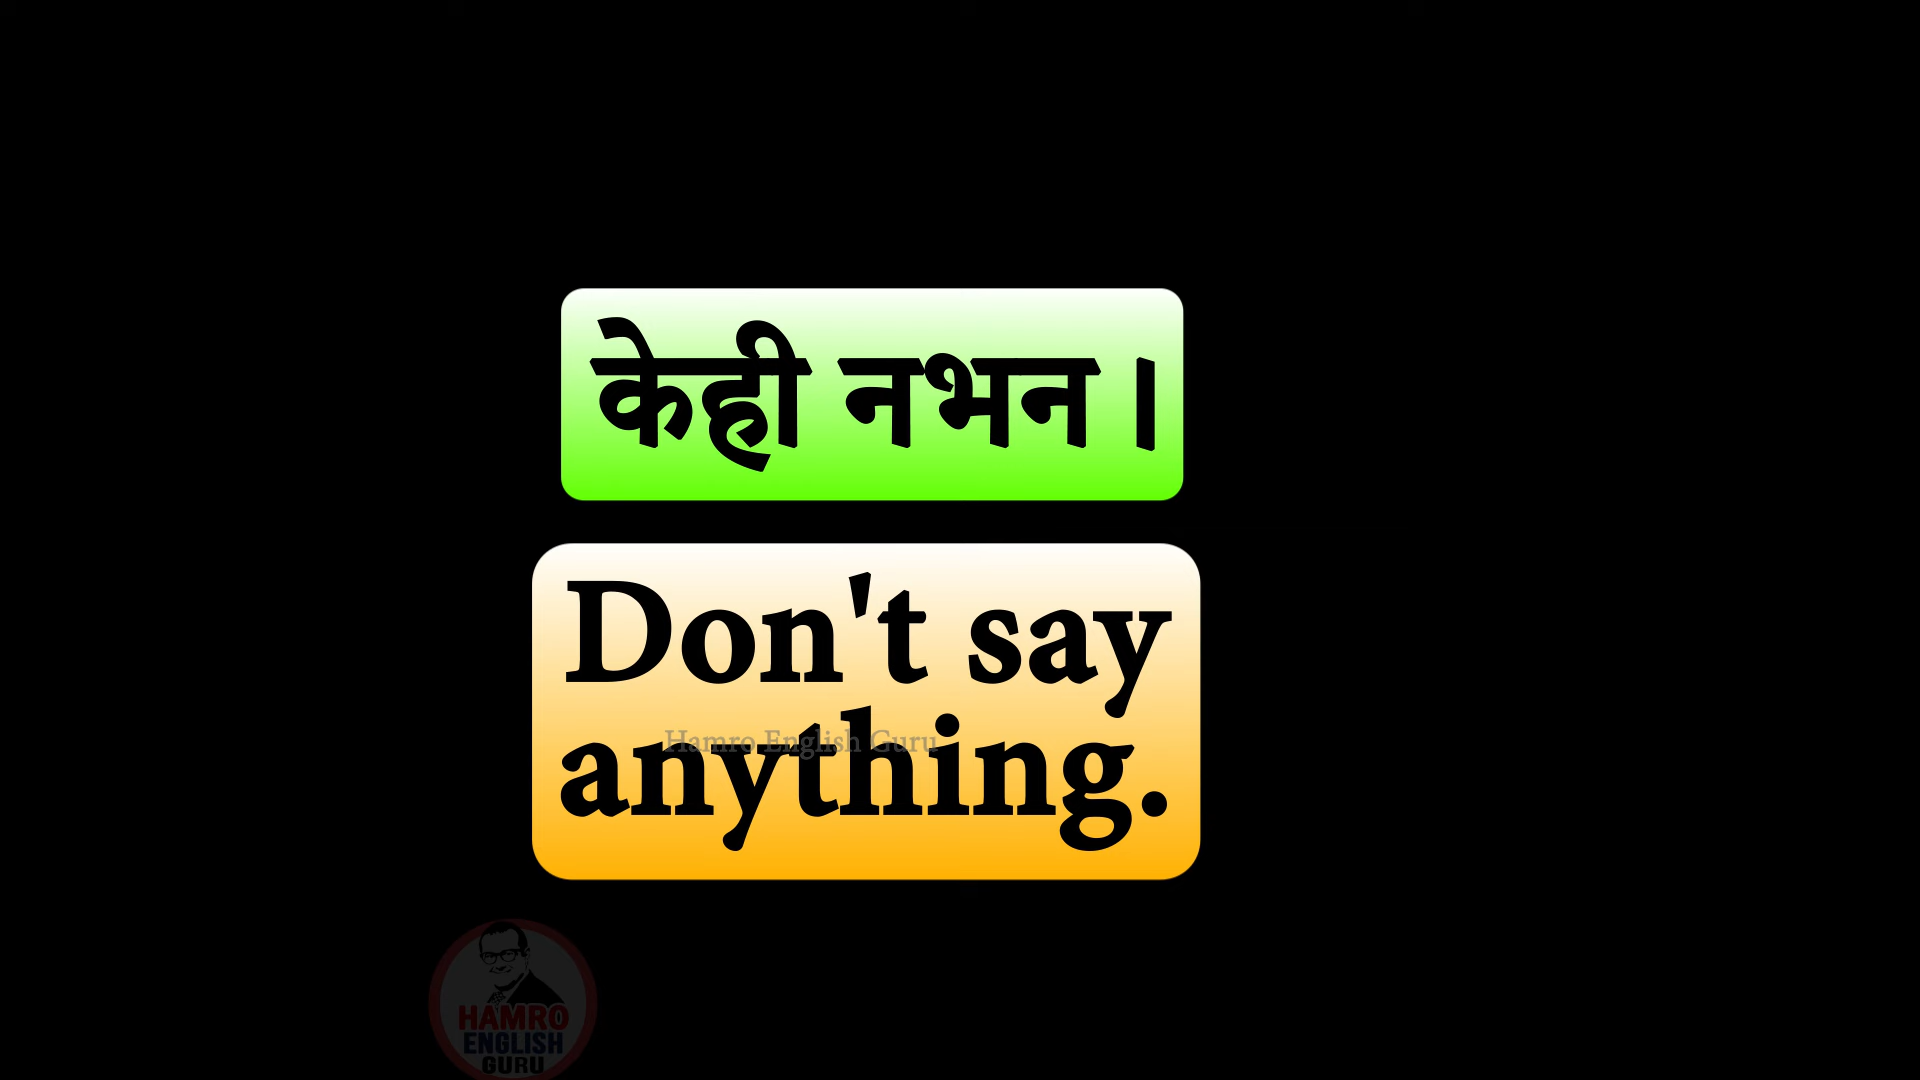 केही नभन ।
Don't say
anything.
Hamro English Guru
HAMRO
ENGLISH
GURU